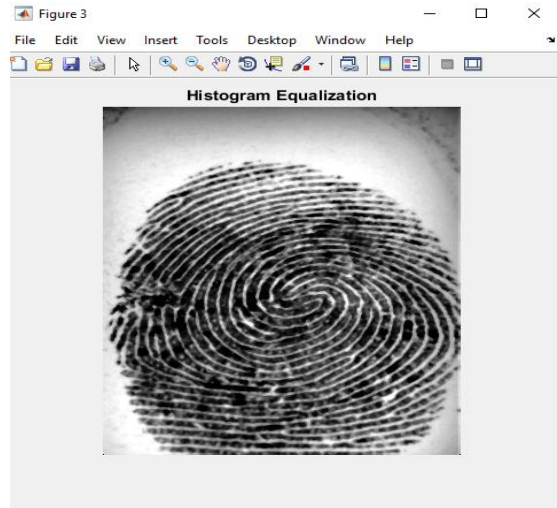 Figure 3
File Edit View Insert Tools Desktop Window Help
Histogram Equalization